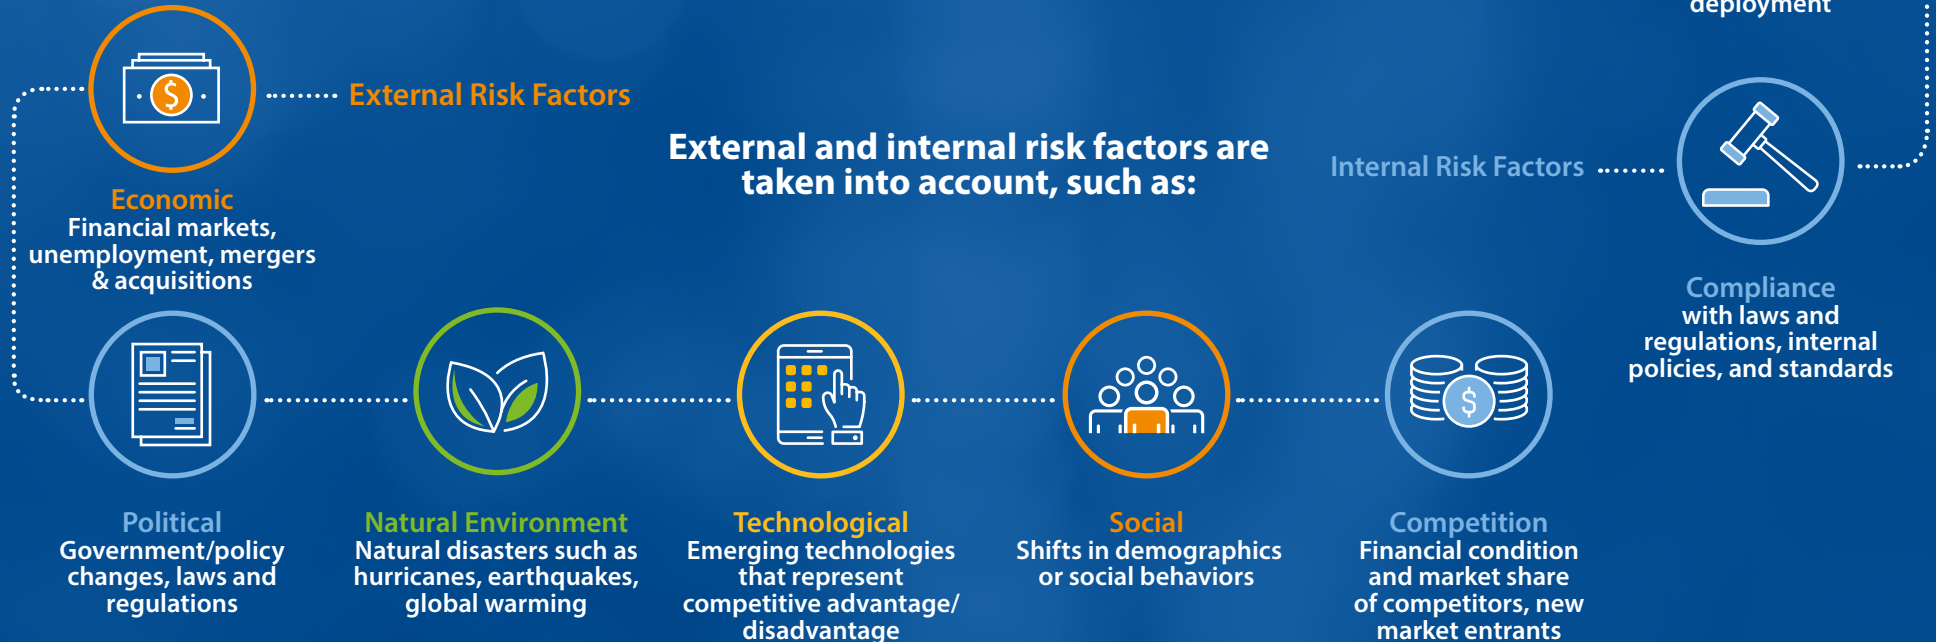 deployment
External Risk Factors
External and internal risk factors are
taken into account, such as:
Internal Risk Factors
Economic
Financial markets,
unemployment, mergers
& acquisitions
Compliance
with laws and
regulations, internal
policies, and standards
Political
Government/policy
changes, laws and
regulations
Natural Environment
Natural disasters such as
hurricanes, earthquakes,
global warming
Technological
Emerging technologies
that represent
competitive advantage/
disadvantage
Social
Shifts in demographics
or social behaviors
Competition
Financial condition
and market share
of competitors, new
market entrants